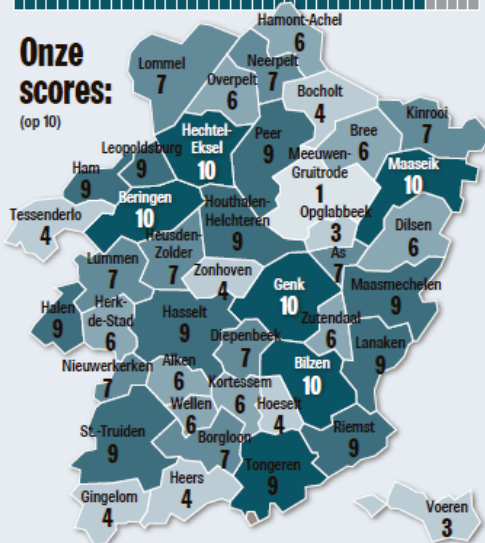 Onze
scores:
(op 10)
Hamont-Achel
6
Lommel
7
Neerpelt
7
Overpelt
6
Bocholt
4
Kinrooi
7
Hechtel-
Eksel
10
Peer
9
Bree
6
Leopoldsburg
9
Meeuwen-
Gruitrode
1
Maaseik
10
Ham
9
Beringen
10
Houthalen-
Helchteren
9
Opglabbeek
3
Tessenderlo
4
Dilsen
6
Heusden-
Zolder
7
As
7
Lummen
7
Zonhoven
4
Genk
10
Maasmechelen
9
Halen
9
Herk-
de-Stad
6
Hasselt
9
Zutendaal
6
Diepenbeek
7
Lanaken
9
Nieuwerkerken
7
Alken
6
Bilzen
10
Kortessem
6
Wellen
6
Hoeselt
4
St.-Truiden
9
Borgloon
7
Riemst
9
Tongeren
9
Heers
4
Gingelom
4
Voeren
3